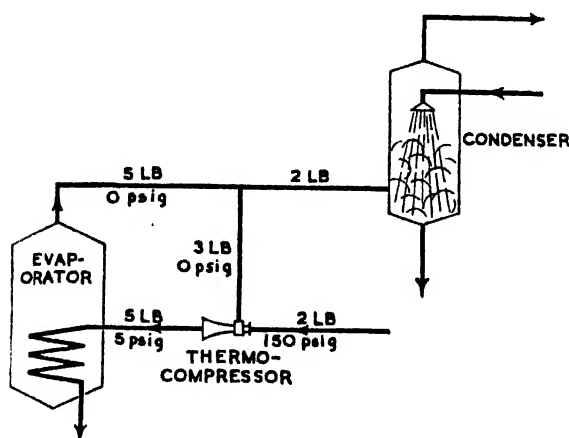 CONDENSER
5 LB
0 psig
2 LB
EVAP-
ORATOR
3 LB
0 psig
5 LB
5 psig
2 LB
150 psig
THERMO-
COMPRESSOR